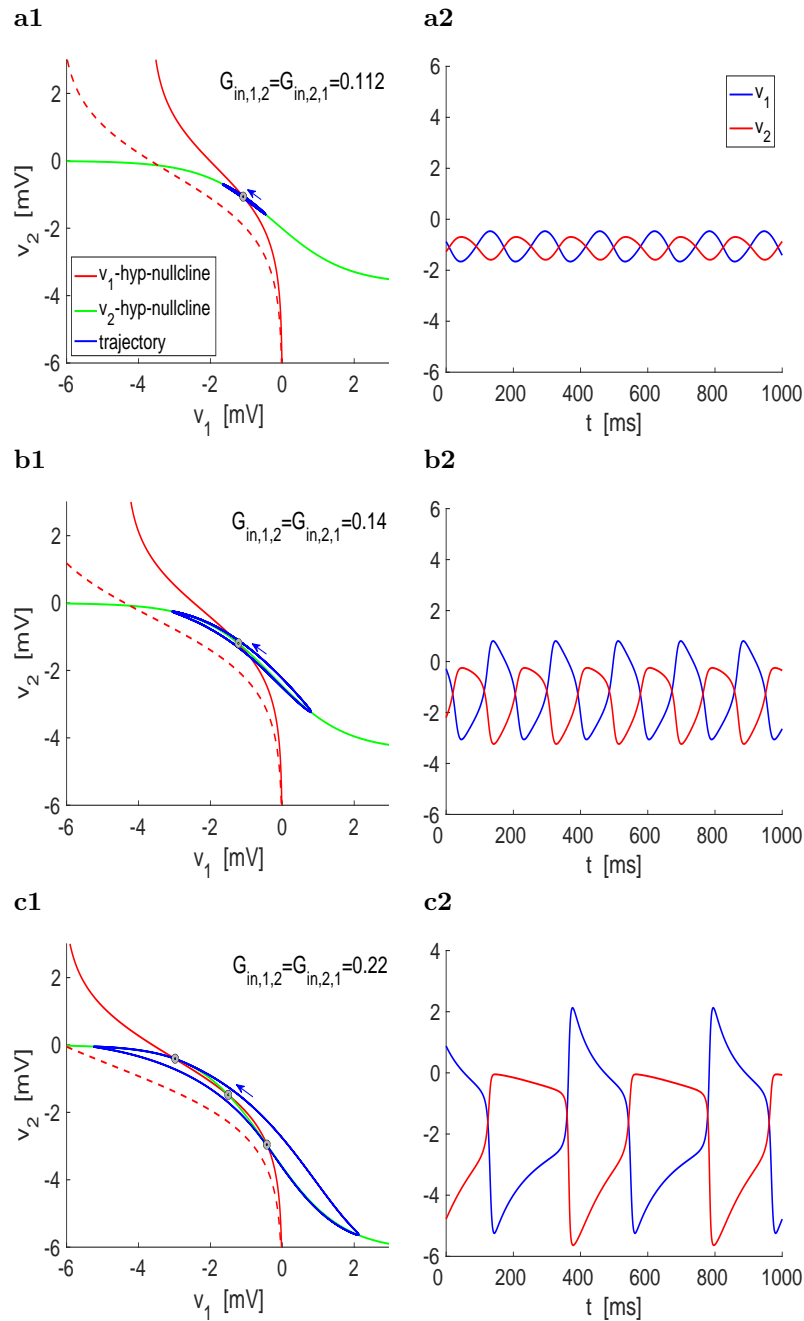 a1
a2
G_in,1,2=G_in,2,1=0.112
v_2 [mV]
2
0
-2
-4
-6
v_1-hyp-nullcline
v_2-hyp-nullcline
trajectory
-6 -4 -2 0 2
v_1 [mV]
6
4
2
0
-2
-4
-6
v_1
v_2
0 200 400 600 800 1000
t [ms]
b1
b2
G_in,1,2=G_in,2,1=0.14
v_2 [mV]
2
0
-2
-4
-6
-6 -4 -2 0 2
v_1 [mV]
6
4
2
0
-2
-4
-6
0 200 400 600 800 1000
t [ms]
c1
c2
G_in,1,2=G_in,2,1=0.22
v_2 [mV]
2
0
-2
-4
-6
-6 -4 -2 0 2
v_1 [mV]
4
2
0
-2
-4
-6
0 200 400 600 800 1000
t [ms]